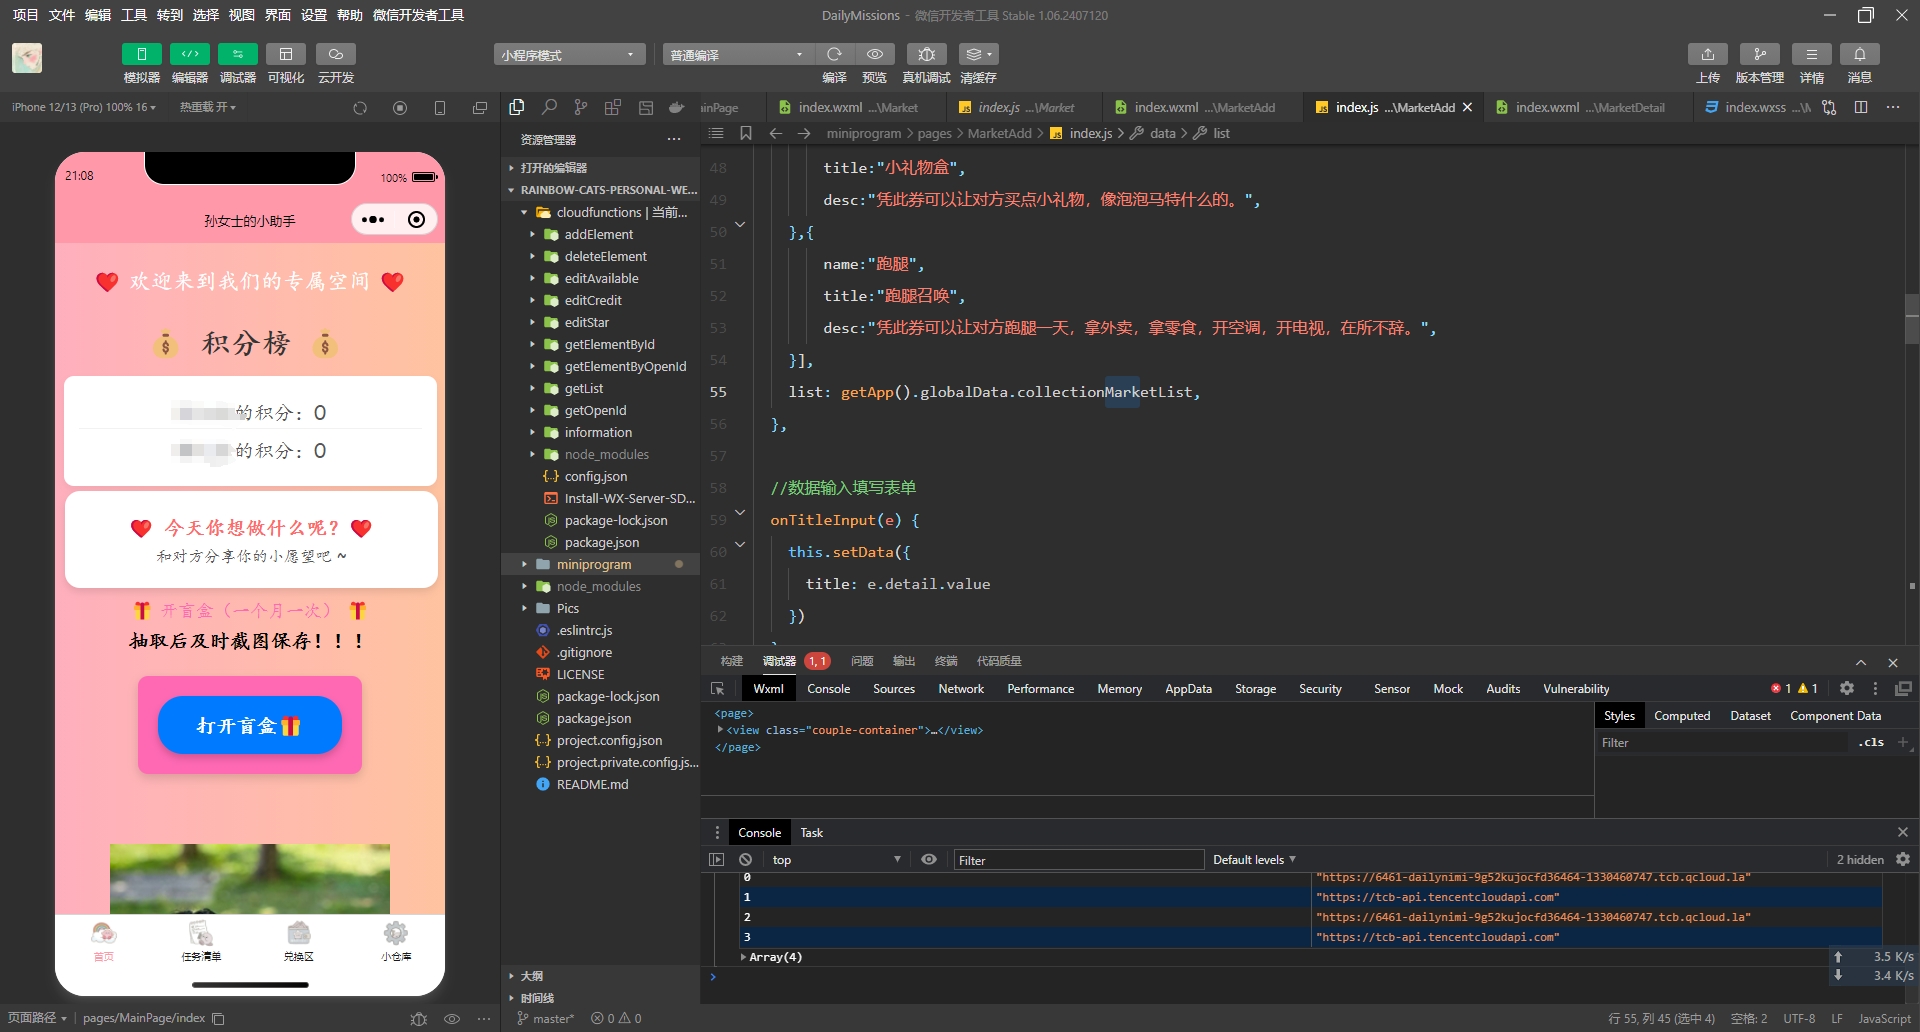 项目 文件 编辑 工具 转到 选择 视图 界面 设置 帮助 微信开发者工具
DailyMissions - 微信开发者工具 Stable 1.06.2407120
模拟器 编辑器 调试器 可视化 云开发
小程序模式
普通编译
编译 预览 真机调试 清缓存
上传 版本管理 详情 消息
iPhone 12/13 (Pro) 100% 16
热重载 开
21:08
100%
孙女士的小助手
欢迎来到我们的专属空间
积分榜
的积分：0
的积分：0
今天你想做什么呢？
和对方分享你的小愿望吧 ~
开盲盒（一个月一次）
抽取后及时截图保存！！！
打开盲盒
首页 任务清单 兑换区 小仓库
页面路径
pages/MainPage/index
资源管理器
打开的编辑器
RAINBOW-CATS-PERSONAL-WE...
cloudfunctions | 当前...
addElement
deleteElement
editAvailable
editCredit
editStar
getElementById
getElementByOpenId
getList
getOpenId
information
node_modules
config.json
Install-WX-Server-SD...
package-lock.json
package.json
miniprogram
node_modules
Pics
.eslintrc.js
.gitignore
LICENSE
package-lock.json
package.json
project.config.json
project.private.config.js...
README.md
大纲
时间线
master*
0 0
inPage
index.wxml ...\Market
index.js ...\Market
index.wxml ...\MarketAdd
index.js ...\MarketAdd
index.wxml ...\MarketDetail
index.wxss ...\M
miniprogram > pages > MarketAdd > index.js > data > list
48 title:"小礼物盒",
49 desc:"凭此券可以让对方买点小礼物，像泡泡马特什么的。",
50 },{
51 name:"跑腿",
52 title:"跑腿召唤",
53 desc:"凭此券可以让对方跑腿一天，拿外卖，拿零食，开空调，开电视，在所不辞。",
54 }],
55 list: getApp().globalData.collectionMarketList,
56 },
57
58 //数据输入填写表单
59 onTitleInput(e) {
60 this.setData({
61 title: e.detail.value
62 })
构建 调试器 1, 1 问题 输出 终端 代码质量
Wxml Console Sources Network Performance Memory AppData Storage Security Sensor Mock Audits Vulnerability
1 1
<page>
<view class="couple-container">…</view>
</page>
Styles Computed Dataset Component Data
Filter
.cls
Console Task
top
Filter
Default levels
2 hidden
0 "https://6461-dailynimi-9g52kujocfd36464-1330460747.tcb.qcloud.la"
1 "https://tcb-api.tencentcloudapi.com"
2 "https://6461-dailynimi-9g52kujocfd36464-1330460747.tcb.qcloud.la"
3 "https://tcb-api.tencentcloudapi.com"
Array(4)
3.5 K/s
3.4 K/s
行 55, 列 45 (选中 4) 空格: 2 UTF-8 LF JavaScript